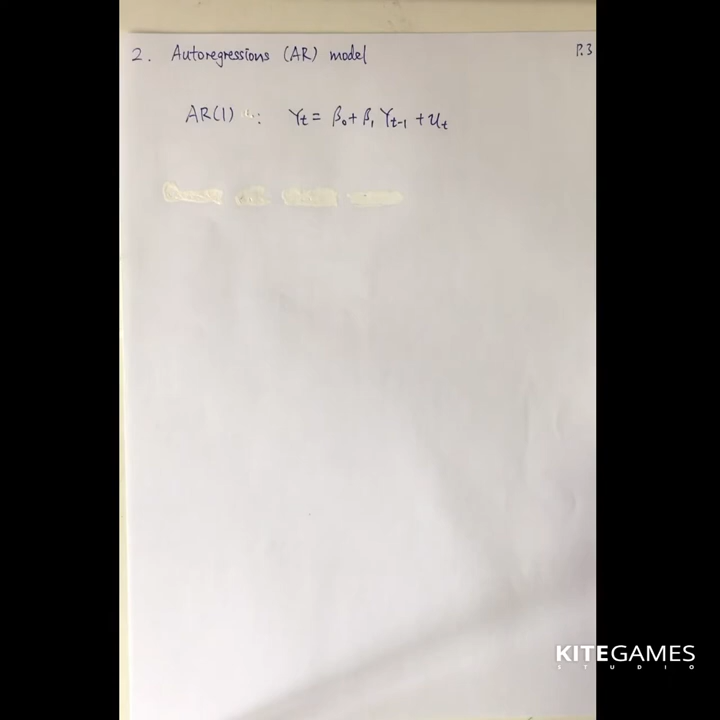 2. Autoregressions (AR) model P.3
AR(1) : Yt = β₀ + β₁ Yt-1 + ut
KITEGAMES
STUDIO